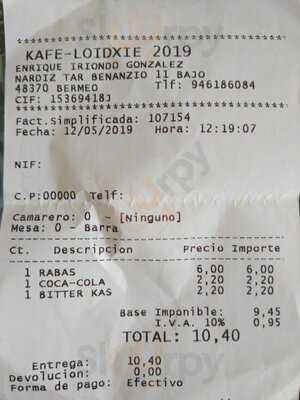 KAFE-LOIDXIE 2019
ENRIQUE IRIONDO GONZALEZ
NARDIZ TAR BENANZIO 11 BAJO
48370 BERMEO Tlf: 946186084
CIF: 15369418J
Fact.Simplificada: 107154
Fecha: 12/05/2019 Hora: 12:19:07
NIF:
C.P:00000 Telf:
Camarero: 0 - [Ninguno]
Mesa: 0 - Barra
Ct. Descripcion Precio Importe
1 RABAS 6,00 6,00
1 COCA-COLA 2,20 2,20
1 BITTER KAS 2,20 2,20
Base Imponible: 9,45
I.V.A. 10% 0,95
TOTAL: 10,40
Entrega: 10,40
Devolucion: 0,00
Forma de pago: Efectivo